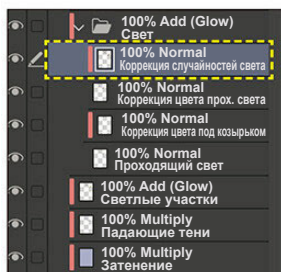 100% Add (Glow)
Свет
100% Normal
Коррекция случайностей света
100% Normal
Коррекция цвета прох. света
100% Normal
Коррекция цвета под козырьком
100% Normal
Проходящий свет
100% Add (Glow)
Светлые участки
100% Multiply
Падающие тени
100% Multiply
Затенение